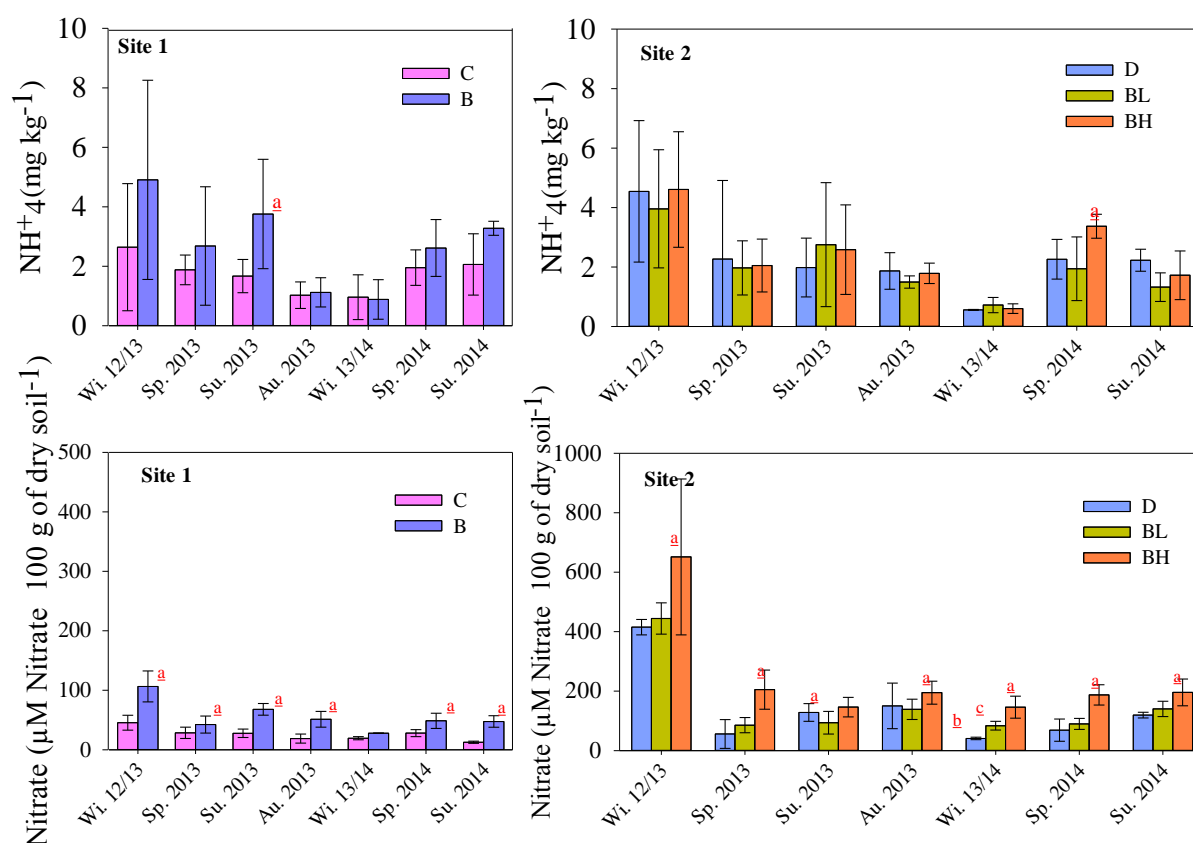 10
8
6
4
2
0
NH+4(mg kg-1)
Site 1
C
B
a
Wi. 12/13
Sp. 2013
Su. 2013
Au. 2013
Wi. 13/14
Sp. 2014
Su. 2014
10
8
6
4
2
0
NH+4(mg kg-1)
Site 2
D
BL
BH
a
Wi. 12/13
Sp. 2013
Su. 2013
Au. 2013
Wi. 13/14
Sp. 2014
Su. 2014
500
400
300
200
100
0
Nitrate (µM Nitrate 100 g of dry soil-1)
Site 1
C
B
a
a
a
a
a
a
Wi. 12/13
Sp. 2013
Su. 2013
Au. 2013
Wi. 13/14
Sp. 2014
Su. 2014
1000
800
600
400
200
0
Nitrate (µM Nitrate 100 g of dry soil-1)
Site 2
D
BL
BH
a
a
a
a
b
c
a
a
a
Wi. 12/13
Sp. 2013
Su. 2013
Au. 2013
Wi. 13/14
Sp. 2014
Su. 2014